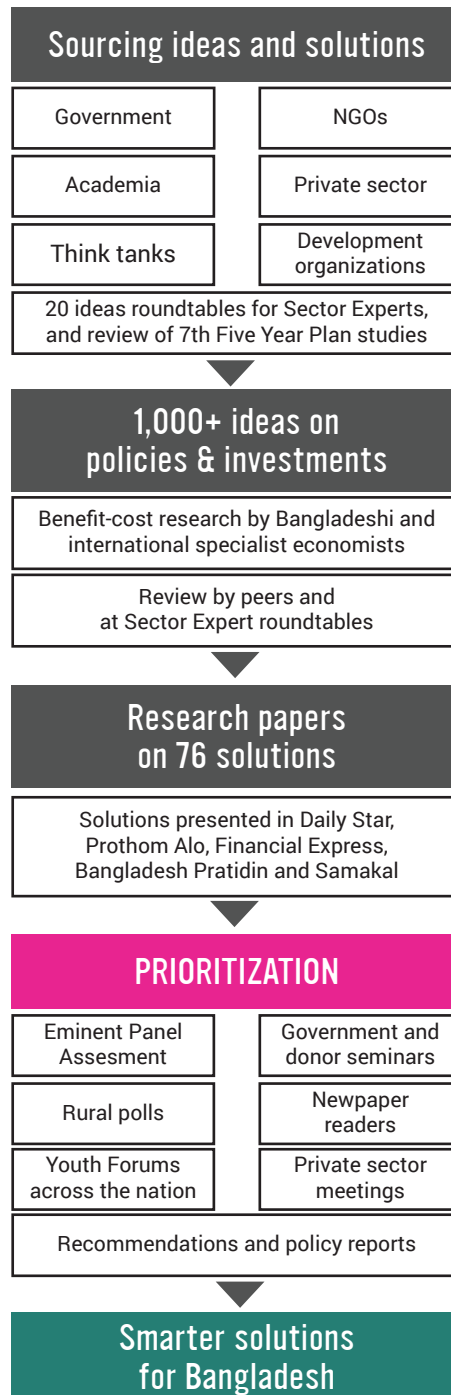 Sourcing ideas and solutions
Government
NGOs
Academia
Private sector
Think tanks
Development
organizations
20 ideas roundtables for Sector Experts,
and review of 7th Five Year Plan studies
1,000+ ideas on
policies & investments
Benefit-cost research by Bangladeshi and
international specialist economists
Review by peers and
at Sector Expert roundtables
Research papers
on 76 solutions
Solutions presented in Daily Star,
Prothom Alo, Financial Express,
Bangladesh Pratidin and Samakal
PRIORITIZATION
Eminent Panel
Assesment
Government and
donor seminars
Rural polls
Newpaper
readers
Youth Forums
across the nation
Private sector
meetings
Recommendations and policy reports
Smarter solutions
for Bangladesh